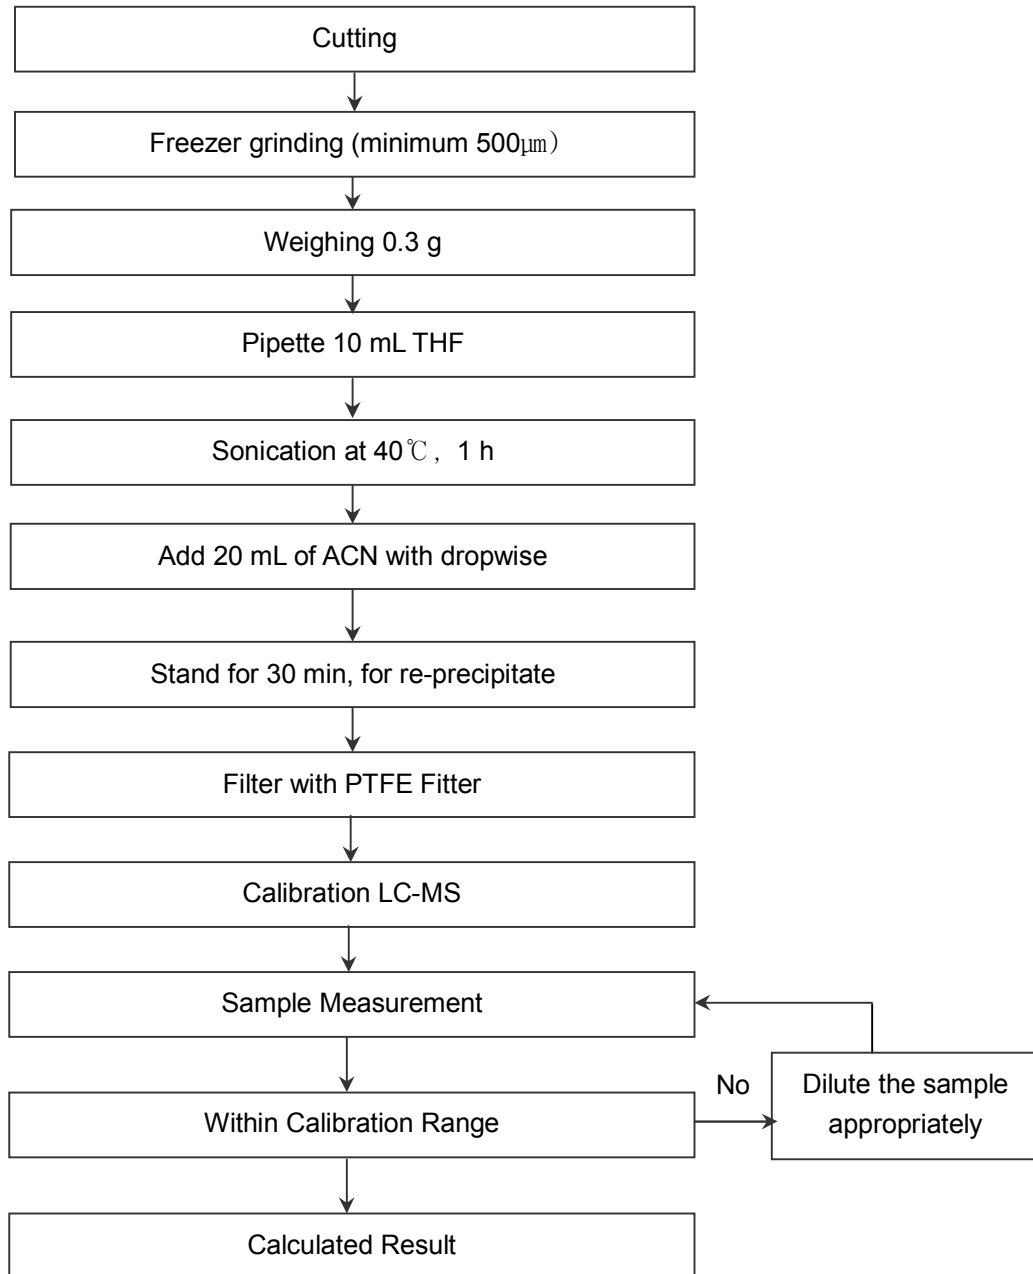 Cutting
Freezer grinding (minimum 500μm）
Weighing 0.3 g
Pipette 10 mL THF
Sonication at 40℃，1 h
Add 20 mL of ACN with dropwise
Stand for 30 min, for re-precipitate
Filter with PTFE Fitter
Calibration LC-MS
Sample Measurement
Within Calibration Range
No
Dilute the sample
appropriately
Calculated Result